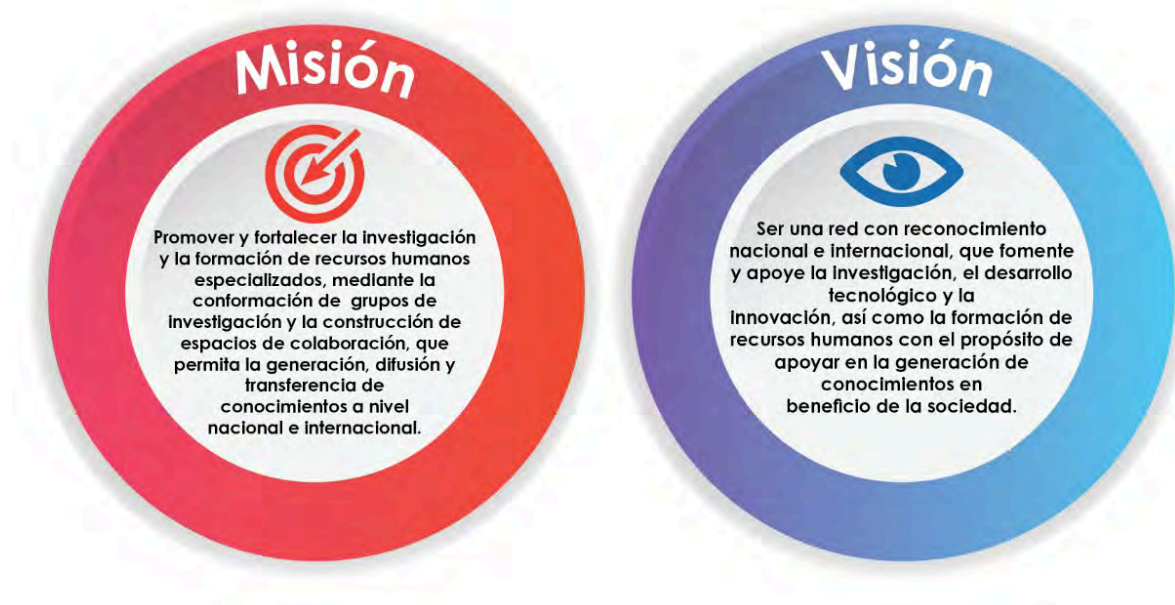 Misión
Promover y fortalecer la investigación
y la formación de recursos humanos
especializados, mediante la
conformación de grupos de
investigación y la construcción de
espacios de colaboración, que
permita la generación, difusión y
transferencia de
conocimientos a nivel
nacional e internacional.
Visión
Ser una red con reconocimiento
nacional e internacional, que fomente
y apoye la investigación, el desarrollo
tecnológico y la
innovación, así como la formación de
recursos humanos con el propósito de
apoyar en la generación de
conocimientos en
beneficio de la sociedad.